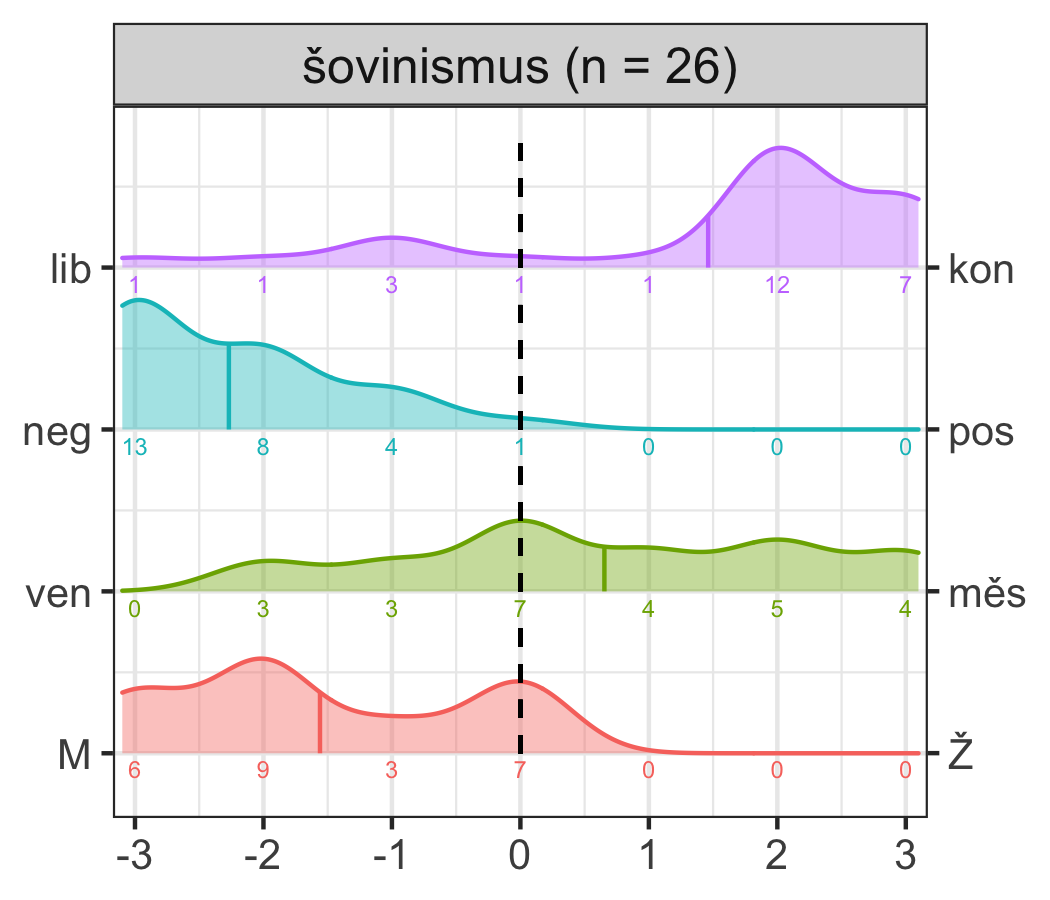 šovinismus (n = 26)
lib kon
1 1 3 1 1 12 7
neg pos
13 8 4 1 0 0 0
ven měs
0 3 3 7 4 5 4
M Ž
6 9 3 7 0 0 0
-3 -2 -1 0 1 2 3